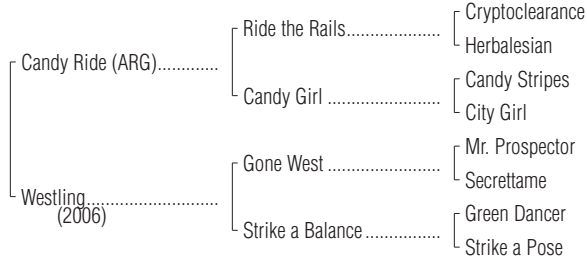 Cryptoclearance
Ride the Rails....................
Herbalesian
Candy Ride (ARG).............
Candy Stripes
Candy Girl ........................
City Girl
Mr. Prospector
Gone West ........................
Secrettame
Westling............................
(2006)
Green Dancer
Strike a Balance................
Strike a Pose